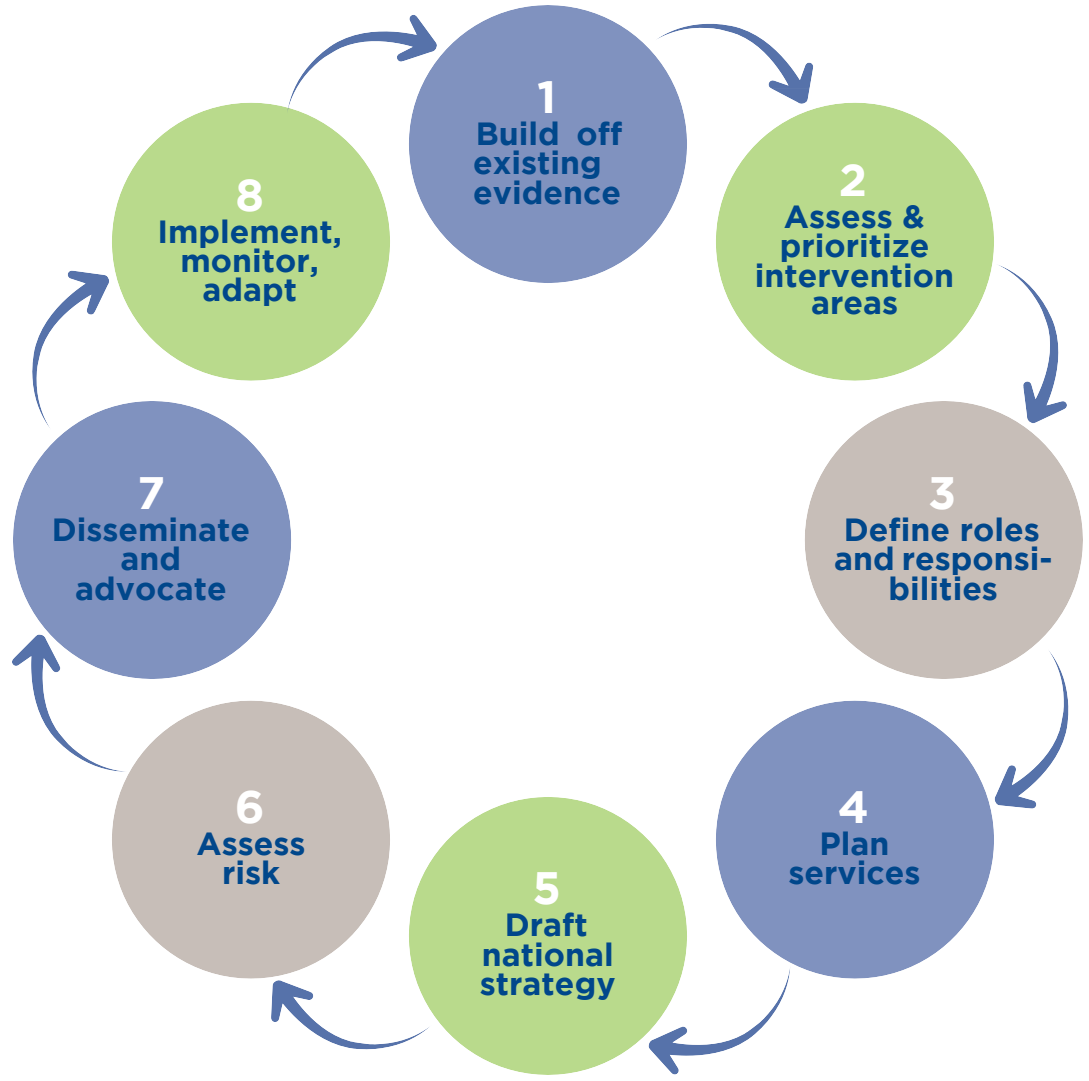 1
Build off
existing
evidence
2
Assess &
prioritize
intervention
areas
3
Define roles
and responsi-
bilities
4
Plan
services
5
Draft
national
strategy
6
Assess
risk
7
Disseminate
and
advocate
8
Implement,
monitor,
adapt